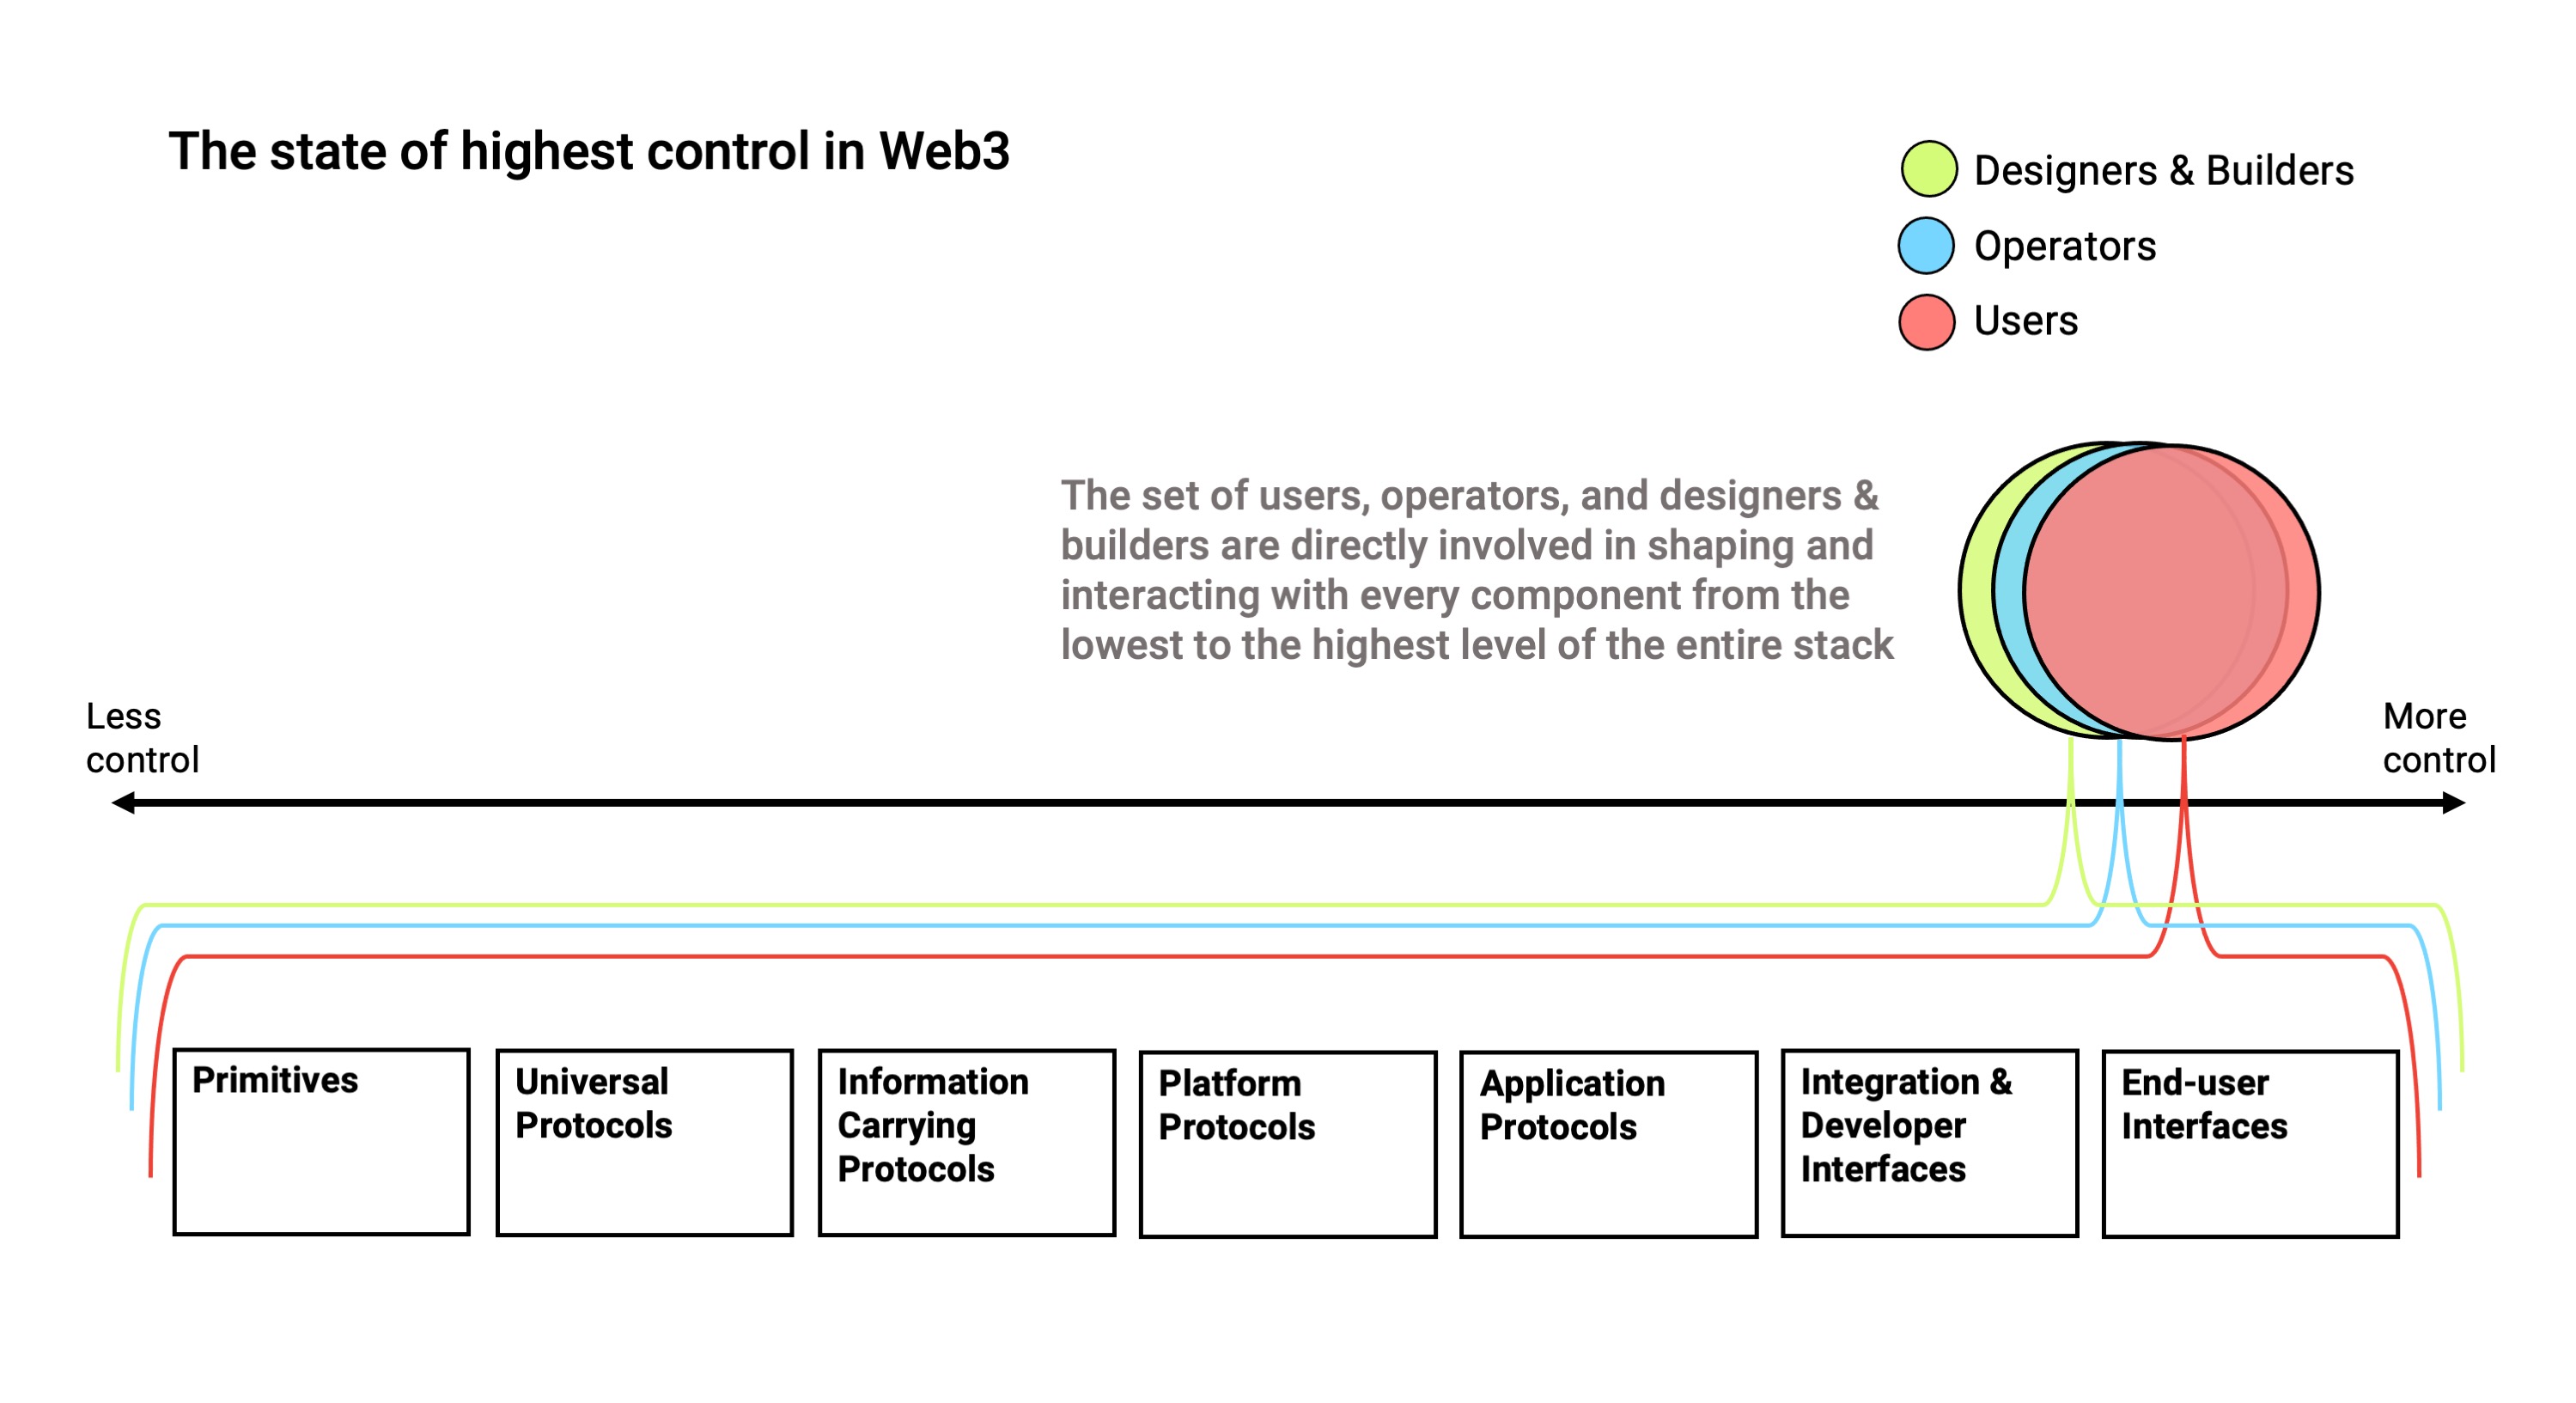 The state of highest control in Web3
Designers & Builders
Operators
Users
The set of users, operators, and designers &
builders are directly involved in shaping and
interacting with every component from the
lowest to the highest level of the entire stack
Less
control
More
control
Primitives
Universal
Protocols
Information
Carrying
Protocols
Platform
Protocols
Application
Protocols
Integration &
Developer
Interfaces
End-user
Interfaces